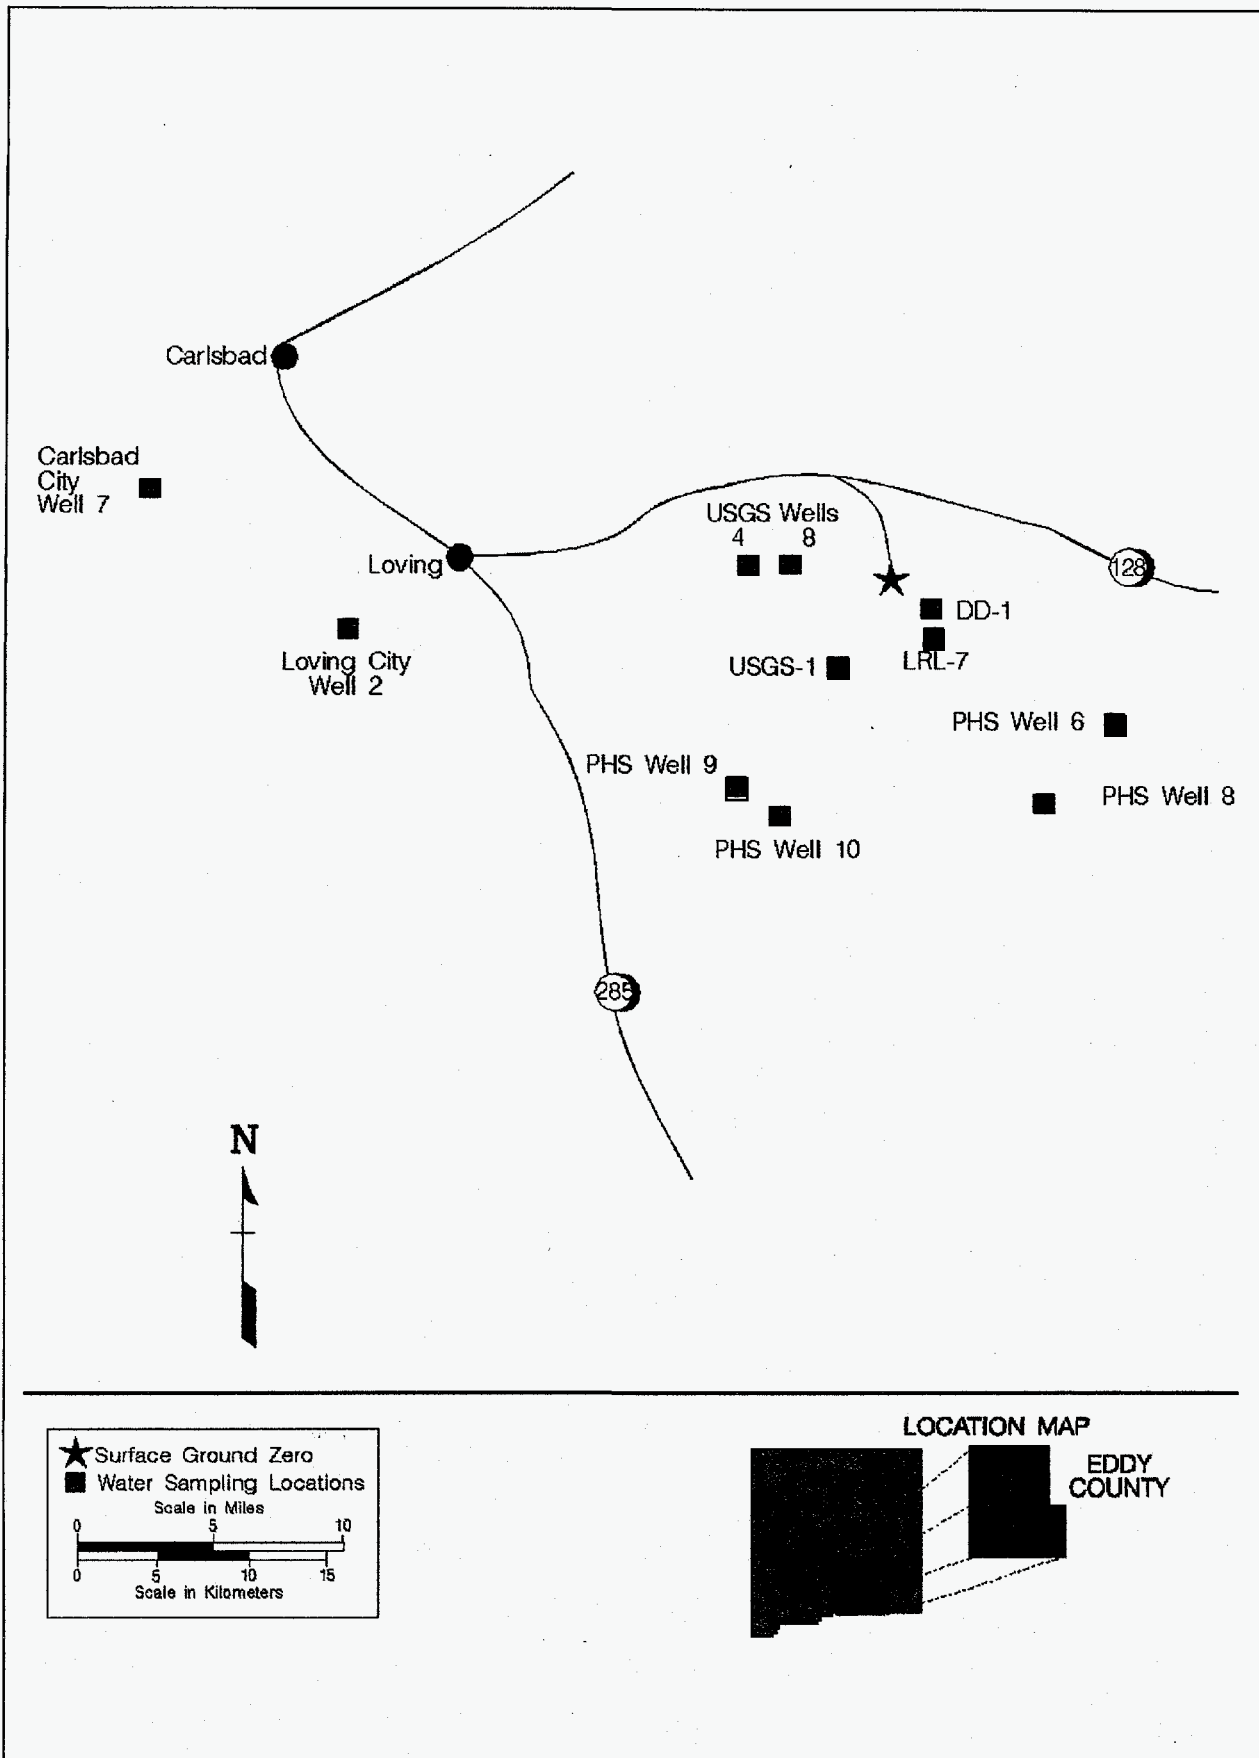 Carlsbad
Carlsbad
City
Well 7
Loving
USGS Wells
4 8
128
DD-1
LRL-7
Loving City
Well 2
USGS-1
PHS Well 6
PHS Well 9
PHS Well 8
PHS Well 10
285
N
Surface Ground Zero
Water Sampling Locations
Scale in Miles
0 5 10
0 5 10 15
Scale in Kilometers
LOCATION MAP
EDDY
COUNTY